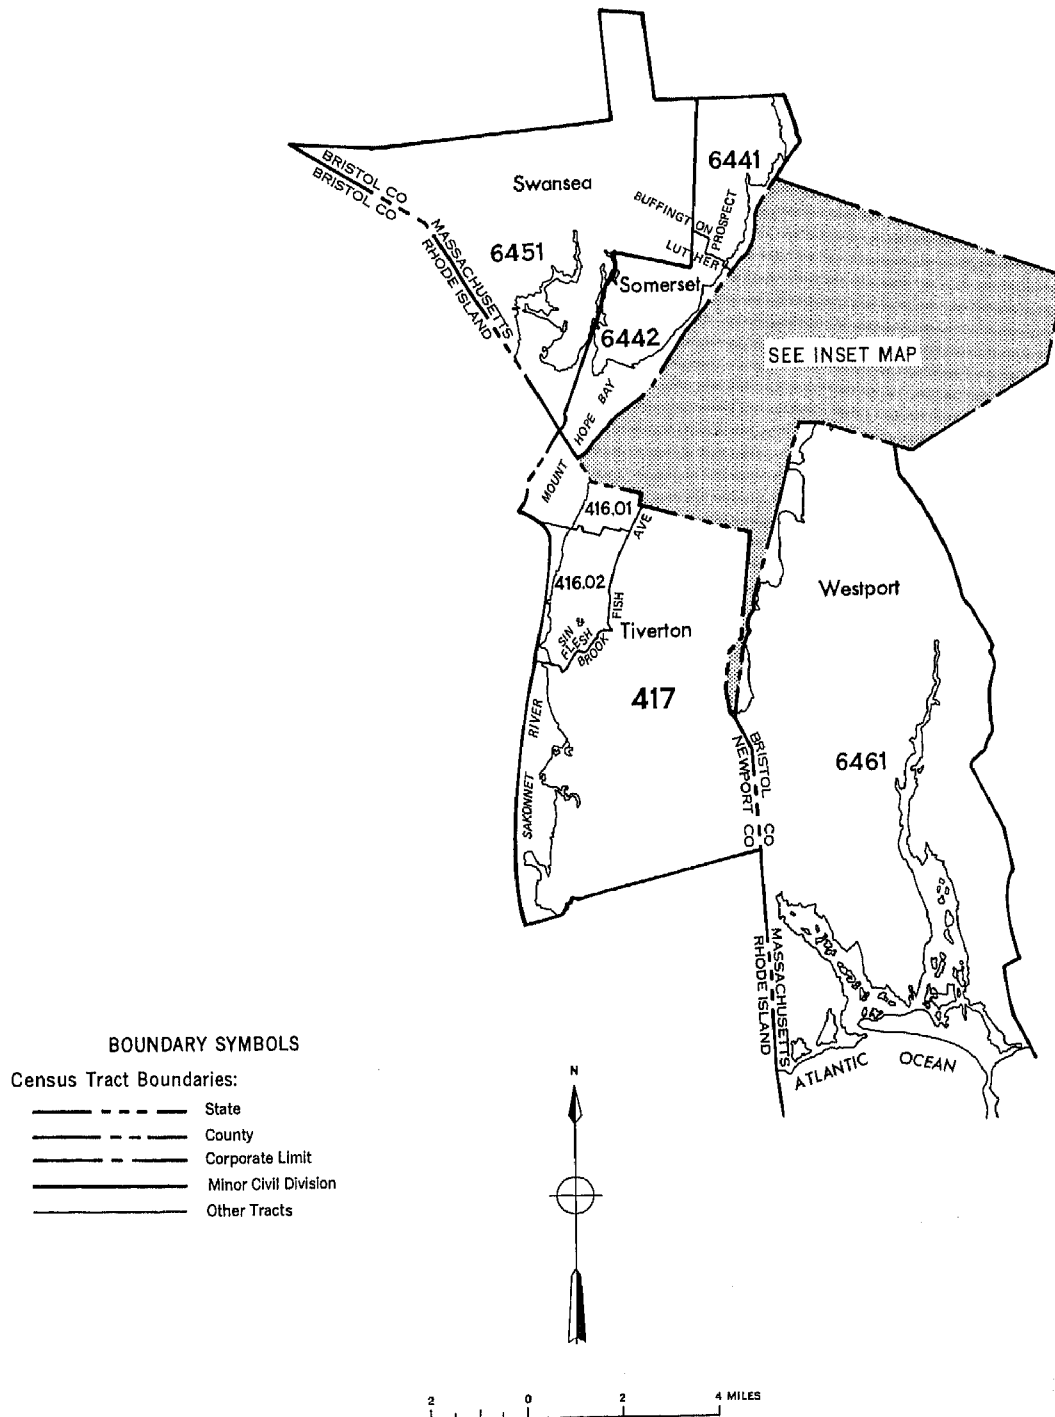 6441
Swansea
BRISTOL CO
BRISTOL CO
BUFFINGTON
PROSPECT
LUTHER
MASSACHUSETTS
RHODE ISLAND
6451
Somerset
6442
SEE INSET MAP
MOUNT HOPE BAY
416.01
AVE
416.02
FISH
Westport
SIN &
FLESH
BROOK
Tiverton
417
SAKONNET RIVER
BRISTOL CO
NEWPORT CO
6461
MASSACHUSETTS
RHODE ISLAND
ATLANTIC OCEAN
BOUNDARY SYMBOLS
Census Tract Boundaries:
State
County
Corporate Limit
Minor Civil Division
Other Tracts
N
2 0 2 4 MILES